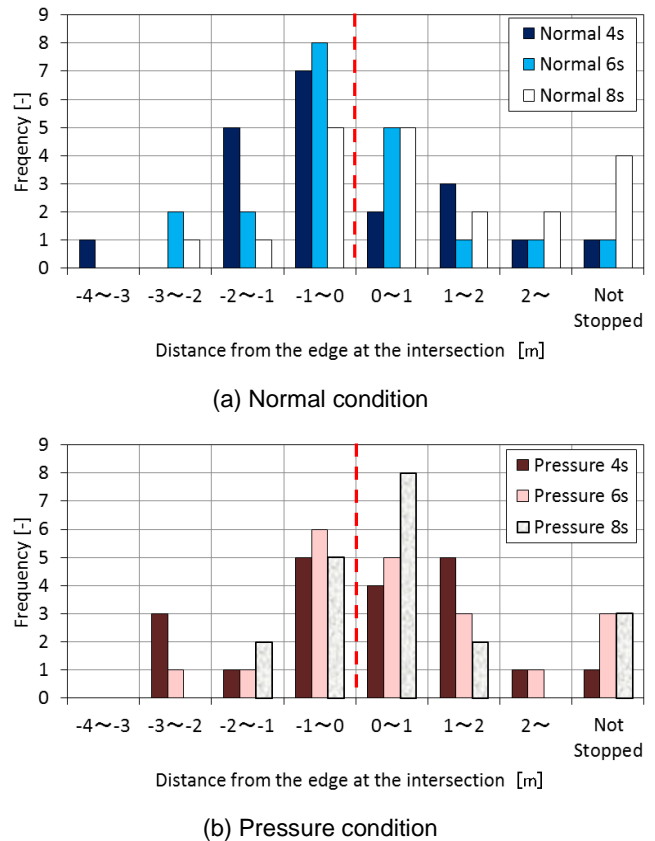 9
8
7
6
5
4
3
2
1
0
Freqency [-]
Normal 4s
Normal 6s
Normal 8s
-4～-3 -3～-2 -2～-1 -1～0 0～1 1～2 2～ Not
Stopped
Distance from the edge at the intersection [m]
(a) Normal condition
9
8
7
6
5
4
3
2
1
0
Frequency [-]
Pressure 4s
Pressure 6s
Pressure 8s
-4～-3 -3～-2 -2～-1 -1～0 0～1 1～2 2～ Not
Stopped
Distance from the edge at the intersection [m]
(b) Pressure condition